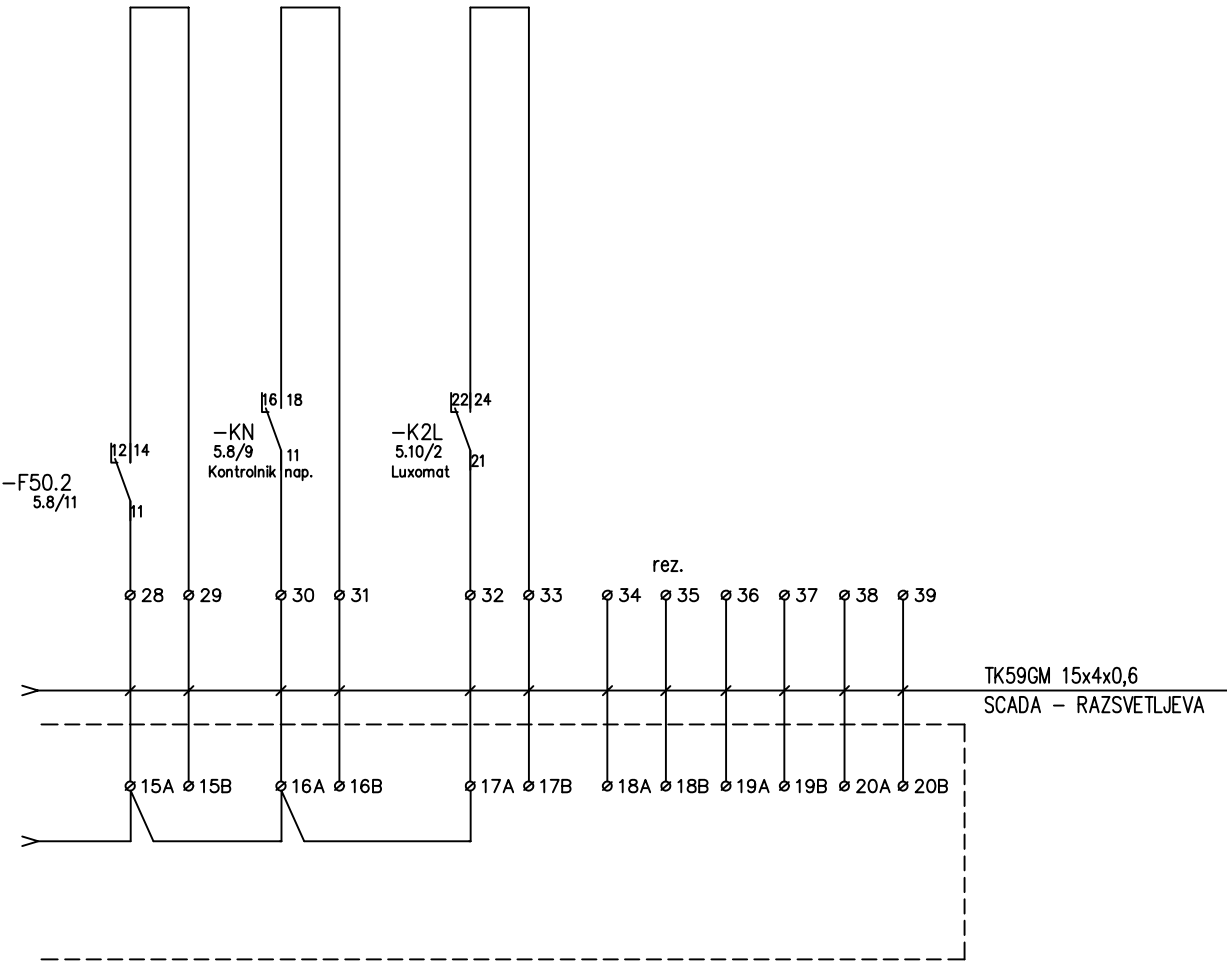 16 18
22 24
-KN
5.8/9
11
Kontrolnik nap.
-K2L
5.10/2
21
Luxomat
12 14
-F50.2
5.8/11
11
rez.
28 29 30 31 32 33 34 35 36 37 38 39
TK59GM 15x4x0,6
SCADA - RAZSVETLJEVA
15A 15B 16A 16B 17A 17B 18A 18B 19A 19B 20A 20B